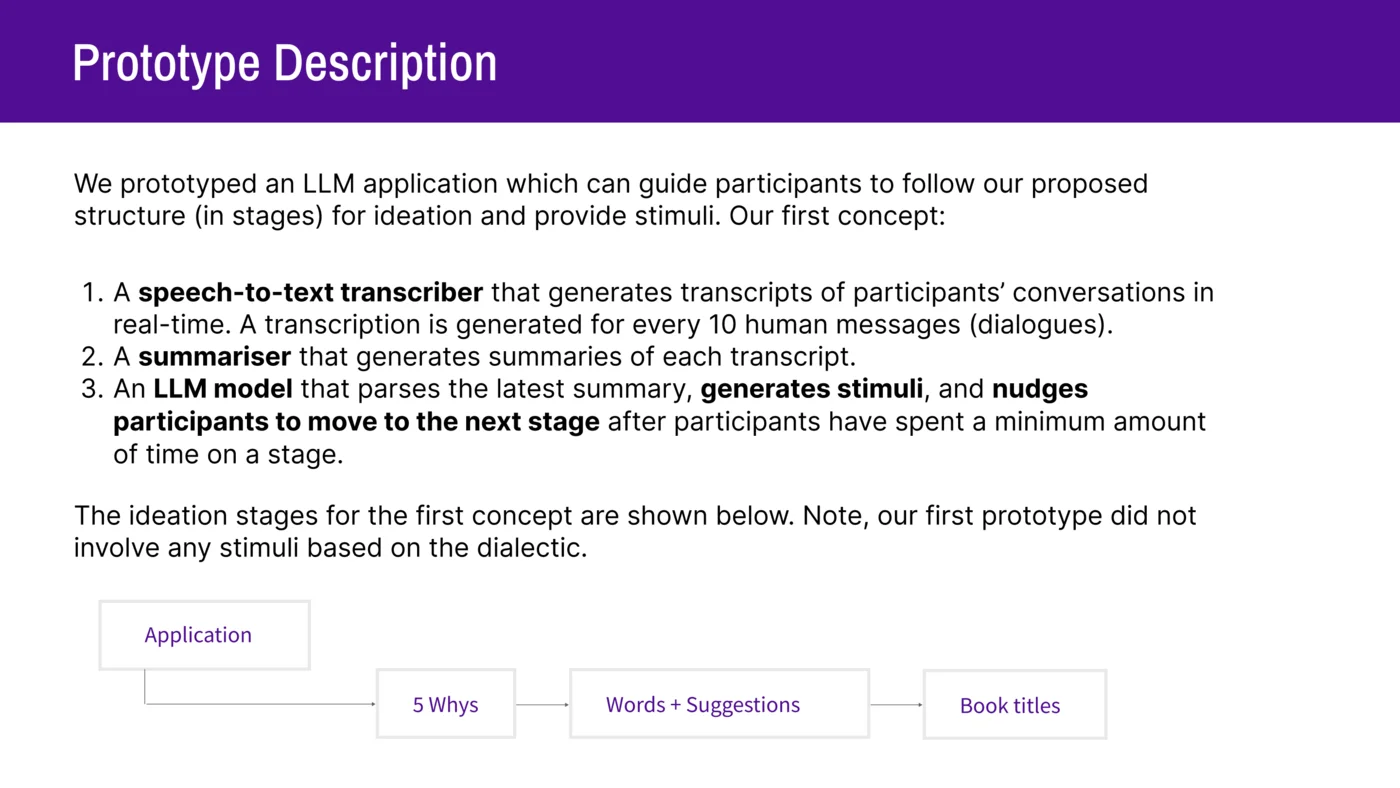 Prototype Description
We prototyped an LLM application which can guide participants to follow our proposed
structure (in stages) for ideation and provide stimuli. Our first concept:
1. A speech-to-text transcriber that generates transcripts of participants’ conversations in
real-time. A transcription is generated for every 10 human messages (dialogues).
2. A summariser that generates summaries of each transcript.
3. An LLM model that parses the latest summary, generates stimuli, and nudges
participants to move to the next stage after participants have spent a minimum amount
of time on a stage.
The ideation stages for the first concept are shown below. Note, our first prototype did not
involve any stimuli based on the dialectic.
Application
5 Whys
Words + Suggestions
Book titles